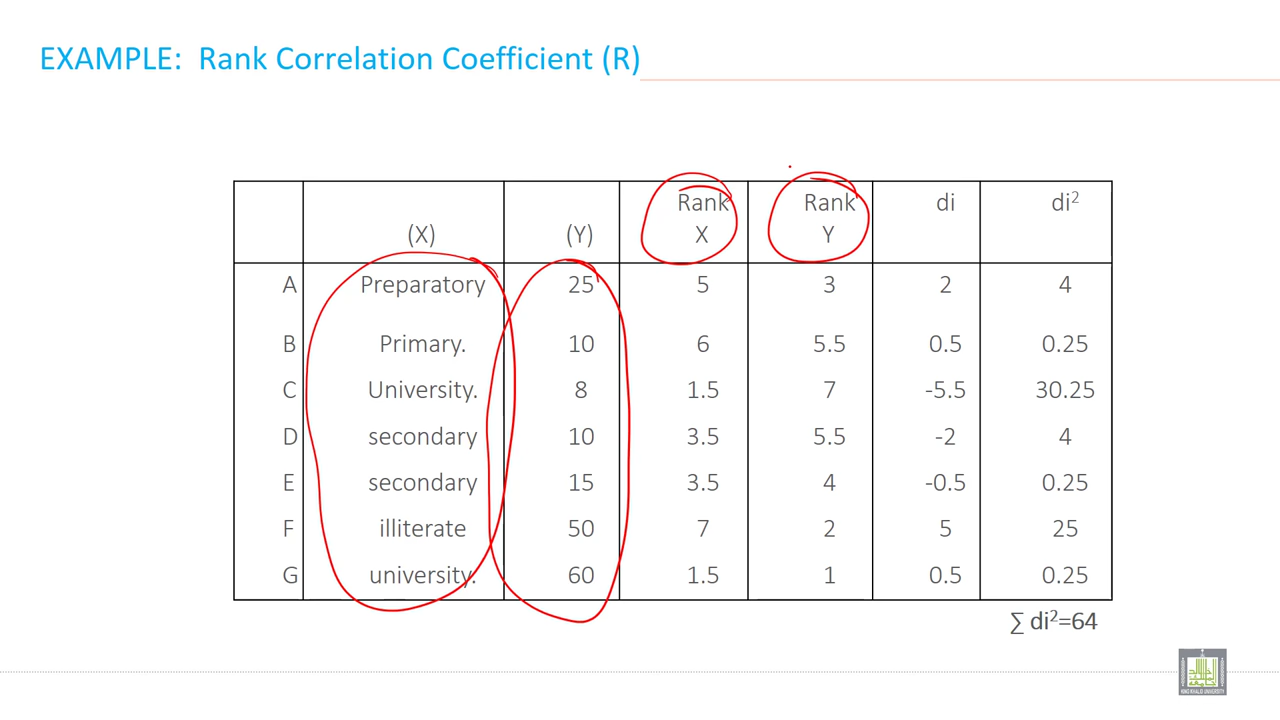 EXAMPLE: Rank Correlation Coefficient (R)
(X) (Y) Rank X Rank Y di di²
A Preparatory 25 5 3 2 4
B Primary. 10 6 5.5 0.5 0.25
C University. 8 1.5 7 -5.5 30.25
D secondary 10 3.5 5.5 -2 4
E secondary 15 3.5 4 -0.5 0.25
F illiterate 50 7 2 5 25
G university. 60 1.5 1 0.5 0.25
∑ di²=64
KING KHALID UNIVERSITY